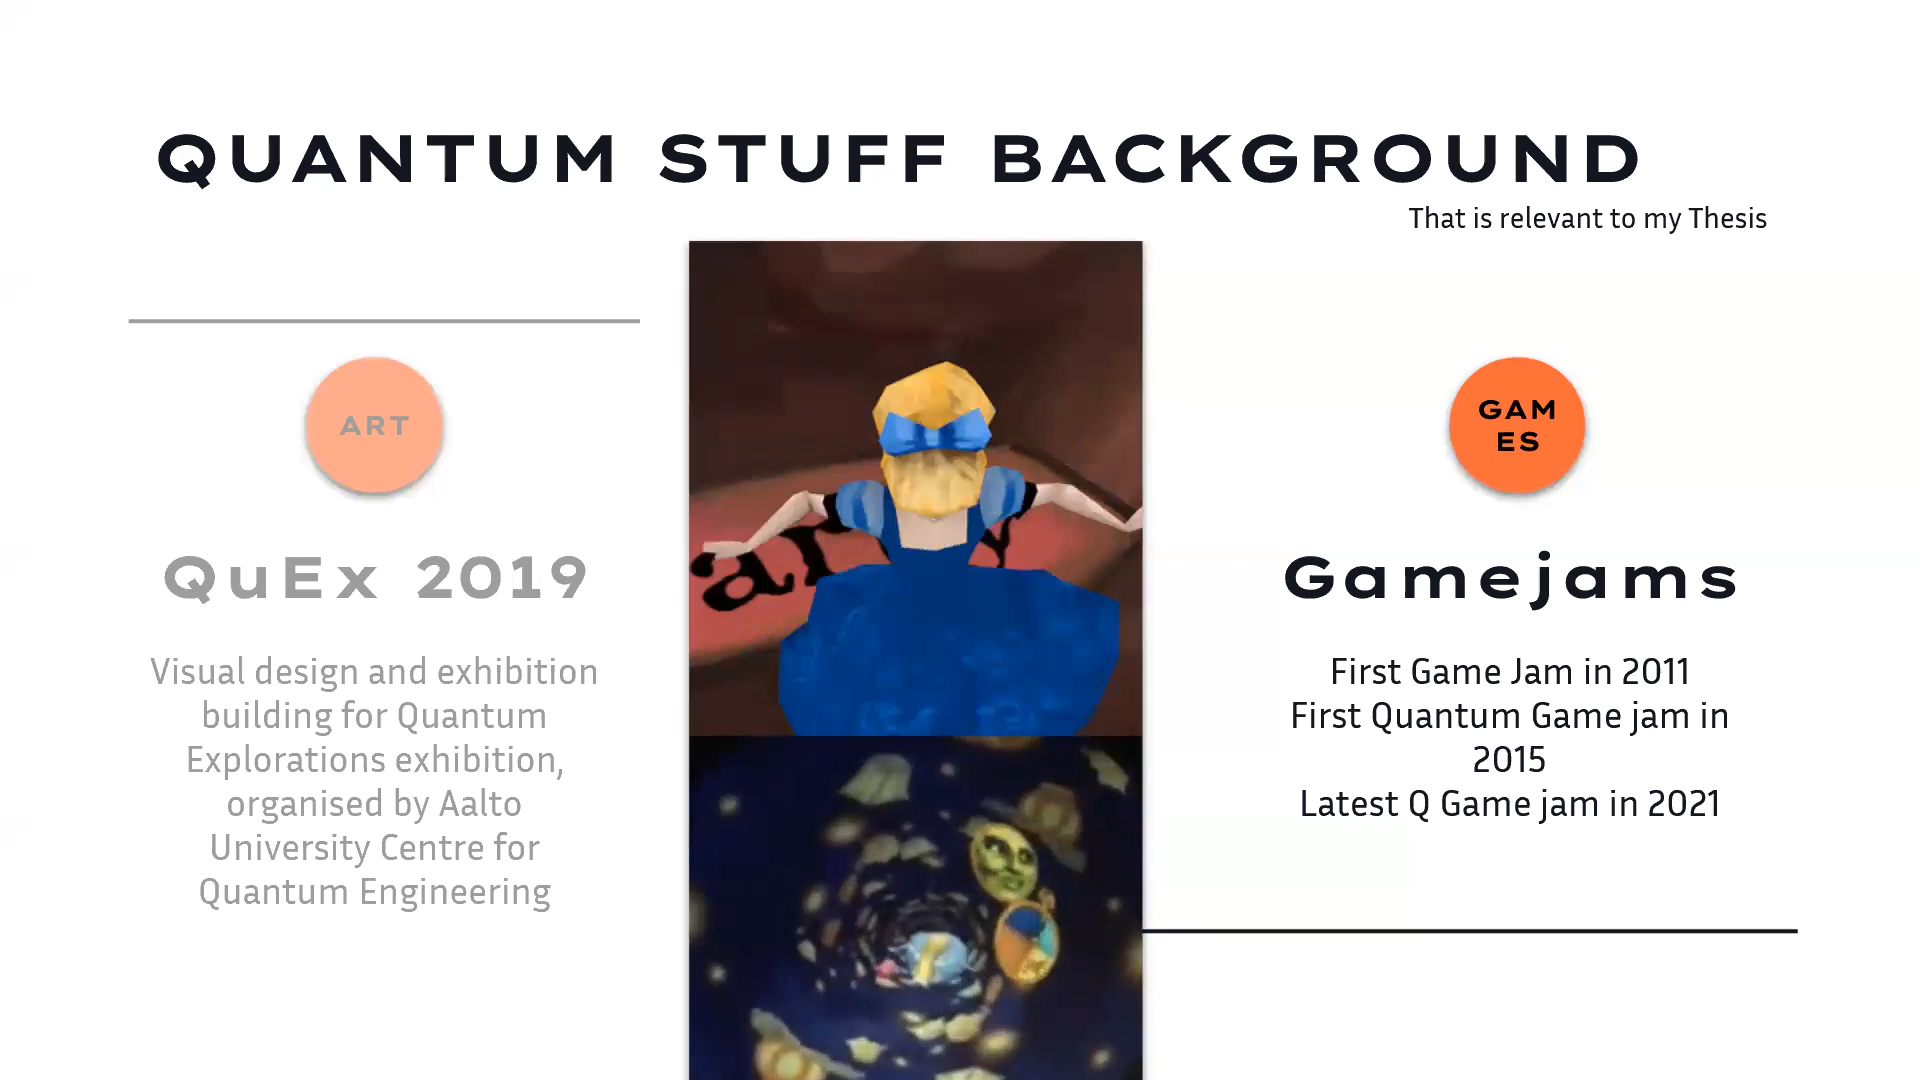 QUANTUM STUFF BACKGROUND
That is relevant to my Thesis
ART
QuEx 2019
Visual design and exhibition
building for Quantum
Explorations exhibition,
organised by Aalto
University Centre for
Quantum Engineering
GAM
ES
Gamejams
First Game Jam in 2011
First Quantum Game jam in
2015
Latest Q Game jam in 2021